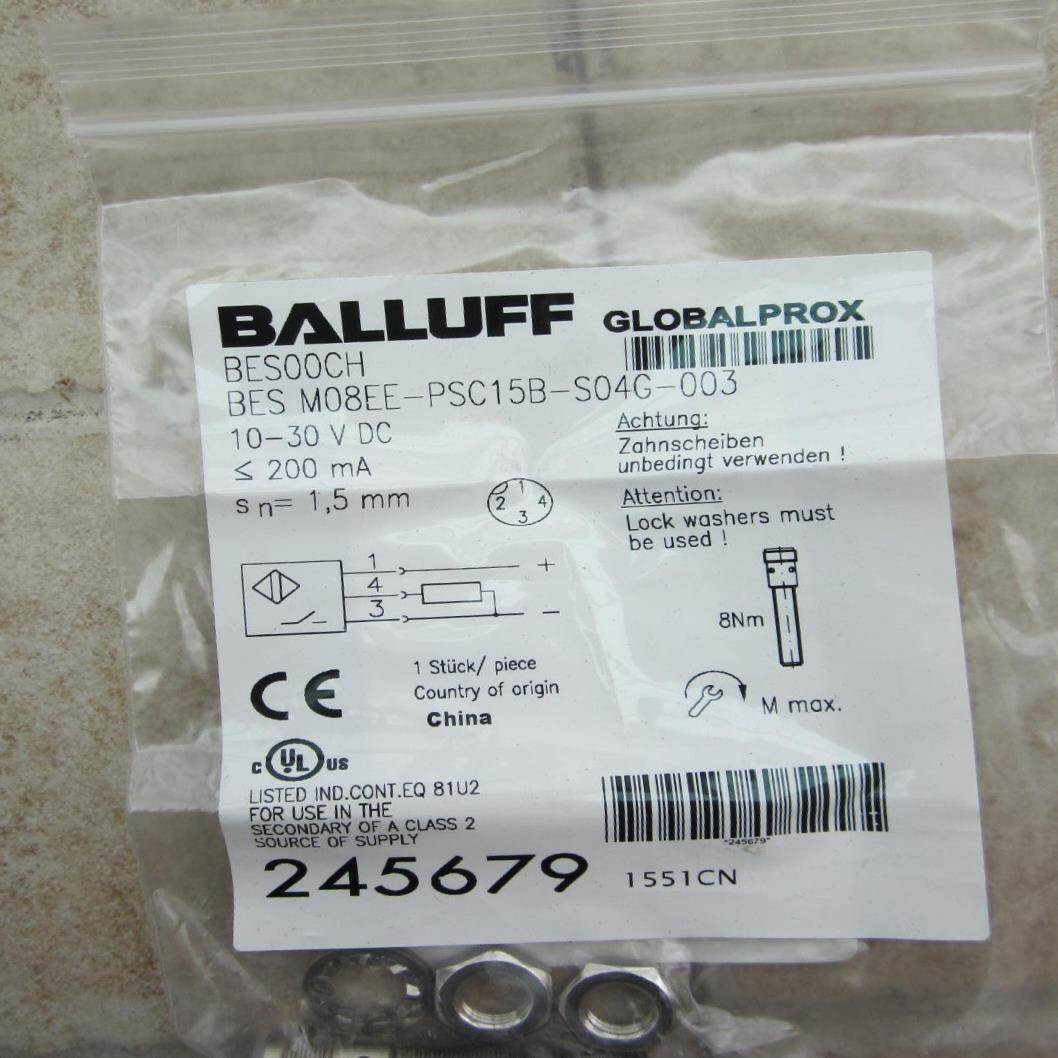 BALLUFF
GLOBALPROX
BES00CH
BES M08EE-PSC15B-S04G-003
10-30 V DC
≤ 200 mA
sn= 1,5 mm
1
2 4
3
Achtung:
Zahnscheiben
unbedingt verwenden !
Attention:
Lock washers must
be used !
1 +
4
3 -
8Nm
M max.
CE
1 Stück/ piece
Country of origin
China
c UL us
LISTED IND.CONT.EQ 81U2
FOR USE IN THE
SECONDARY OF A CLASS 2
SOURCE OF SUPPLY
*245679*
245679
1551CN